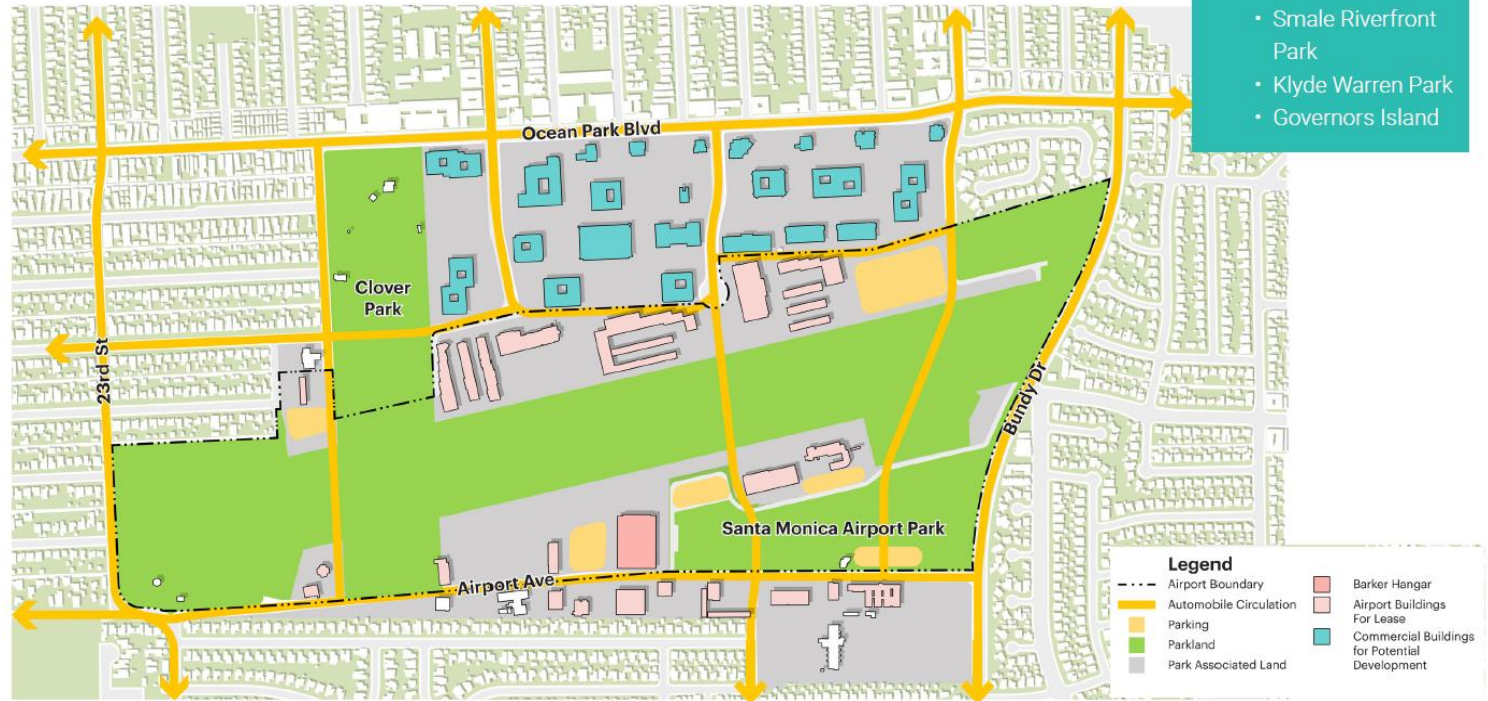 • Smale Riverfront
Park
• Klyde Warren Park
• Governors Island
Ocean Park Blvd
Clover
Park
23rd St
Bundy Dr
Santa Monica Airport Park
Airport Ave
Legend
Airport Boundary
Automobile Circulation
Parking
Parkland
Park Associated Land
Barker Hangar
Airport Buildings
For Lease
Commercial Buildings
for Potential
Development